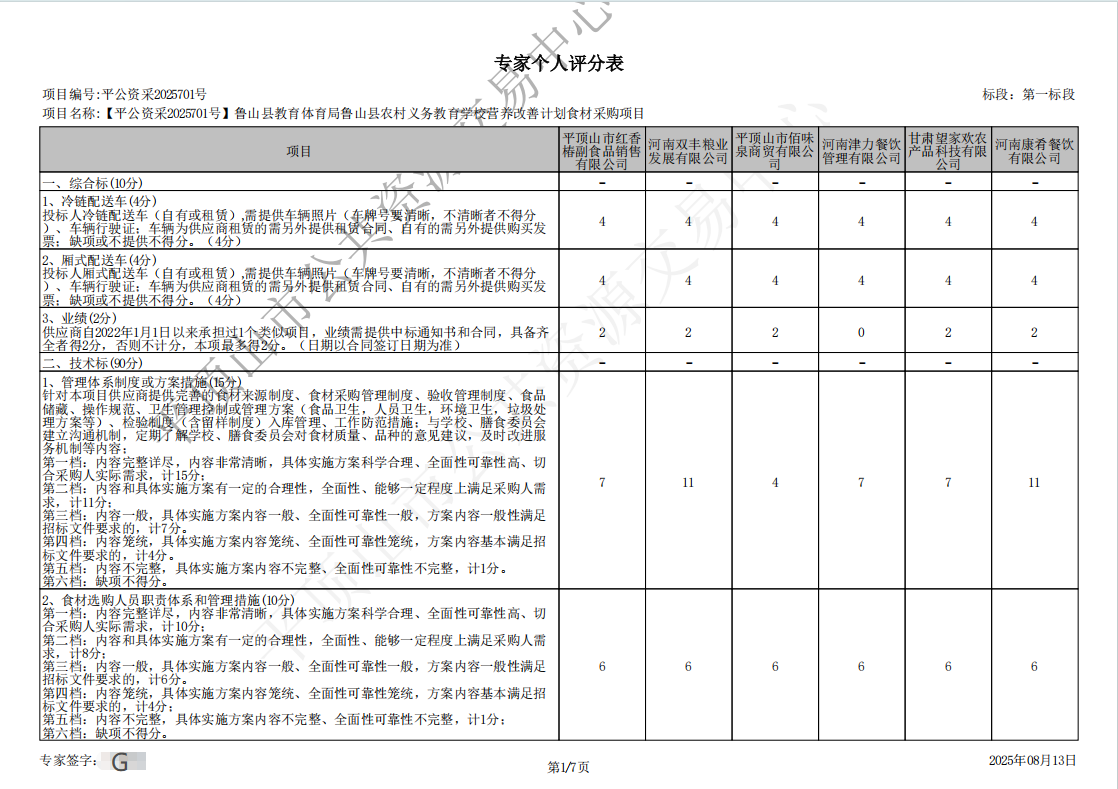 专家个人评分表
项目编号:平公资采2025701号
标段：第一标段
项目名称:【平公资采2025701号】鲁山县教育体育局鲁山县农村义务教育学校营养改善计划食材采购项目
项目
平顶山市红香
椿副食品销售
有限公司
河南双丰粮业
发展有限公司
平顶山市佰味
泉商贸有限公
司
河南津力餐饮
管理有限公司
甘肃望家欢农
产品科技有限
公司
河南康肴餐饮
有限公司
一、综合标(10分) － － － － － －
1、冷链配送车(4分)
投标人冷链配送车（自有或租赁）,需提供车辆照片（车牌号要清晰，不清晰者不得分
）、车辆行驶证；车辆为供应商租赁的需另外提供租赁合同、自有的需另外提供购买发
票；缺项或不提供不得分。（4分）
4 4 4 4 4 4
2、厢式配送车(4分)
投标人厢式配送车（自有或租赁）,需提供车辆照片（车牌号要清晰，不清晰者不得分
）、车辆行驶证；车辆为供应商租赁的需另外提供租赁合同、自有的需另外提供购买发
票；缺项或不提供不得分。（4分）
4 4 4 4 4 4
3、业绩(2分)
供应商自2022年1月1日以来承担过1个类似项目，业绩需提供中标通知书和合同，具备齐
全者得2分，否则不计分，本项最多得2分。（日期以合同签订日期为准）
2 2 2 0 2 2
二、技术标(90分) － － － － － －
1、管理体系制度或方案措施(15分)
针对本项目供应商提供完善的食材来源制度、食材采购管理制度、验收管理制度、食品
储藏、操作规范、卫生管理控制或管理方案（食品卫生，人员卫生，环境卫生，垃圾处
理方案等）、检验制度（含留样制度）入库管理、工作防范措施；与学校、膳食委员会
建立沟通机制，定期了解学校、膳食委员会对食材质量、品种的意见建议，及时改进服
务机制等内容；
第一档：内容完整详尽，内容非常清晰，具体实施方案科学合理、全面性可靠性高、切
合采购人实际需求，计15分；
第二档：内容和具体实施方案有一定的合理性，全面性、能够一定程度上满足采购人需
求，计11分；
第三档：内容一般，具体实施方案内容一般、全面性可靠性一般，方案内容一般性满足
招标文件要求的，计7分。
第四档：内容笼统，具体实施方案内容笼统、全面性可靠性笼统，方案内容基本满足招
标文件要求的，计4分。
第五档：内容不完整，具体实施方案内容不完整、全面性可靠性不完整，计1分。
第六档：缺项不得分。
7 11 4 7 7 11
2、食材选购人员职责体系和管理措施(10分)
第一档：内容完整详尽，内容非常清晰，具体实施方案科学合理、全面性可靠性高、切
合采购人实际需求，计10分；
第二档：内容和具体实施方案有一定的合理性，全面性、能够一定程度上满足采购人需
求，计8分；
第三档：内容一般，具体实施方案内容一般、全面性可靠性一般，方案内容一般性满足
招标文件要求的，计6分。
第四档：内容笼统，具体实施方案内容笼统、全面性可靠性笼统，方案内容基本满足招
标文件要求的，计4分；
第五档：内容不完整，具体实施方案内容不完整、全面性可靠性不完整，计1分；
第六档：缺项不得分。
6 6 6 6 6 6
专家签字： G
第1/7页
2025年08月13日
平顶山市公共资源交易中心
平顶山市公共资源交易中心